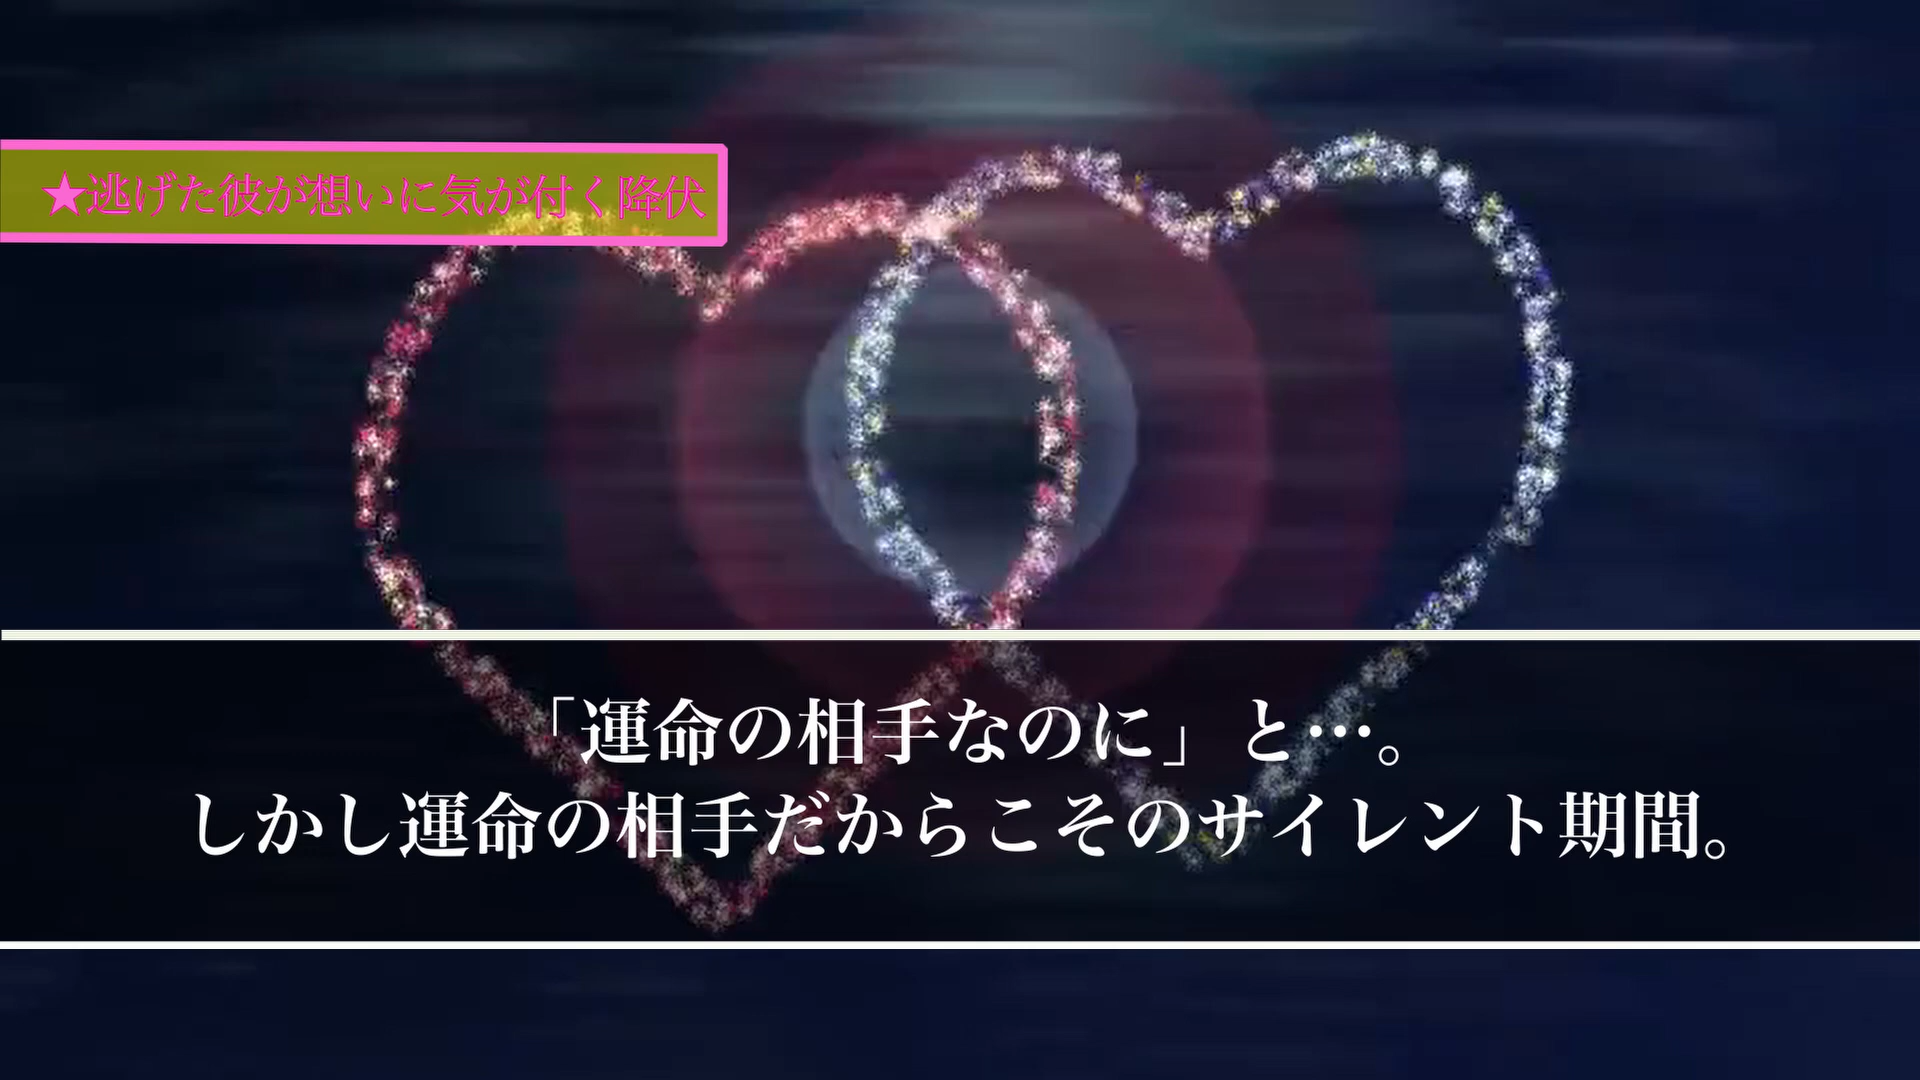 ★逃げた彼が想いに気が付く降伏
「運命の相手なのに」と…。
しかし運命の相手だからこそのサイレント期間。